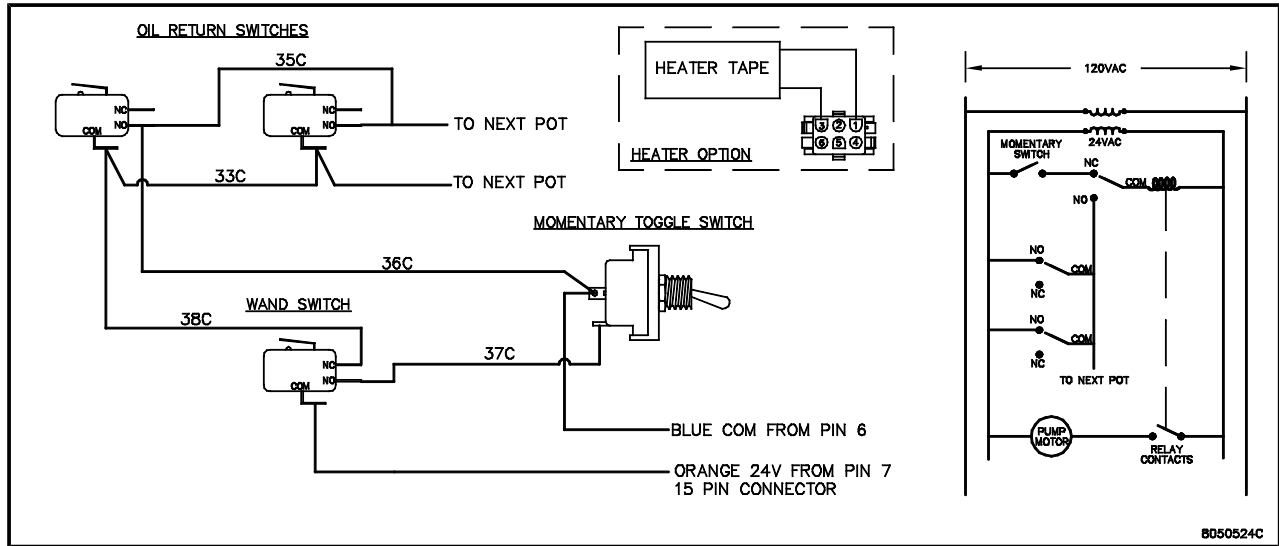 OIL RETURN SWITCHES
35C
NC
NO
COM
NC
NO
COM
TO NEXT POT
33C
TO NEXT POT
HEATER TAPE
3 2 1
6 5 4
HEATER OPTION
MOMENTARY TOGGLE SWITCH
36C
WAND SWITCH
38C
NC
NO
COM
37C
BLUE COM FROM PIN 6
ORANGE 24V FROM PIN 7
15 PIN CONNECTOR
120VAC
24VAC
MOMENTARY
SWITCH
NC
COM
NO
NO
COM
NC
NO
COM
NC
TO NEXT POT
PUMP
MOTOR
RELAY
CONTACTS
8050524C